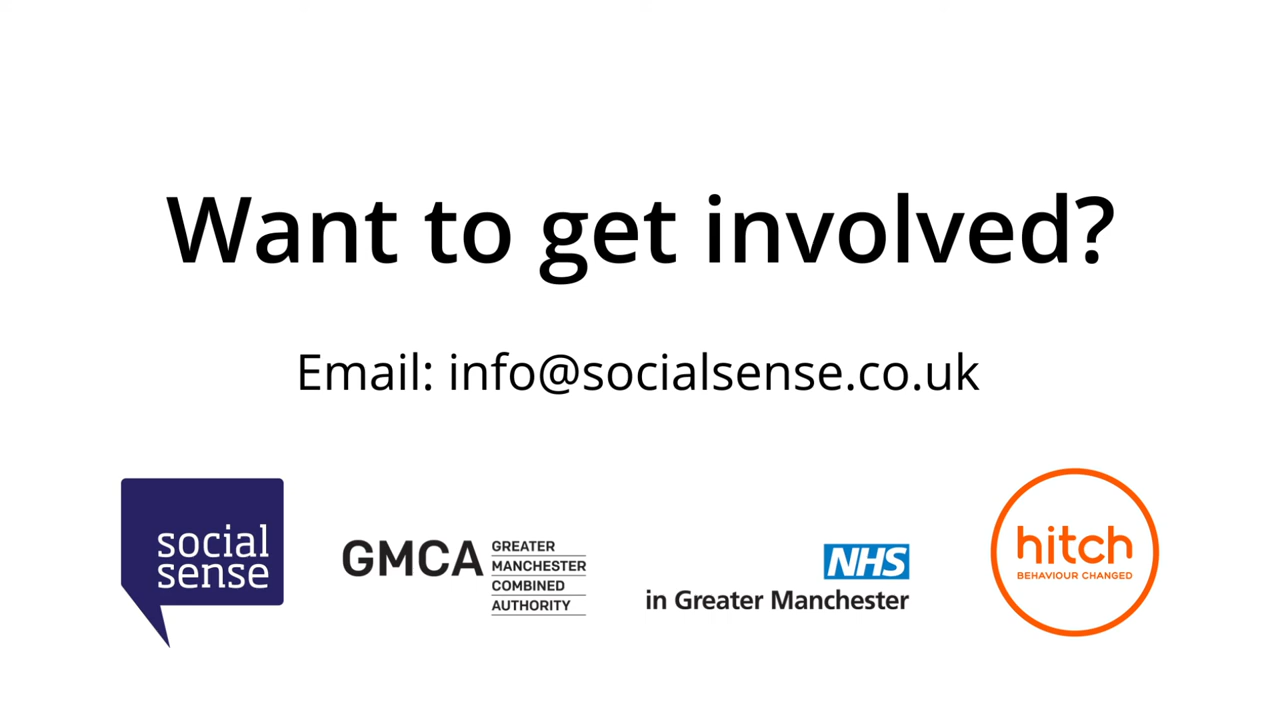 Want to get involved?
Email: info@socialsense.co.uk
social
sense
GMCA
GREATER
MANCHESTER
COMBINED
AUTHORITY
NHS
in Greater Manchester
hitch
BEHAVIOUR CHANGED